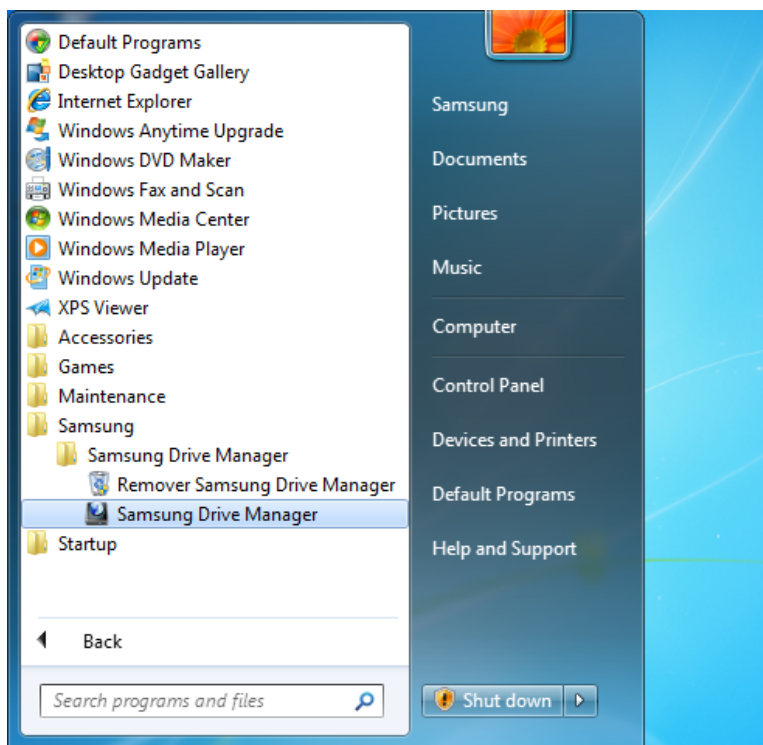 Default Programs
Desktop Gadget Gallery
Internet Explorer
Windows Anytime Upgrade
Windows DVD Maker
Windows Fax and Scan
Windows Media Center
Windows Media Player
Windows Update
XPS Viewer
Accessories
Games
Maintenance
Samsung
Samsung Drive Manager
Remover Samsung Drive Manager
Samsung Drive Manager
Startup
Back
Search programs and files
Samsung
Documents
Pictures
Music
Computer
Control Panel
Devices and Printers
Default Programs
Help and Support
Shut down